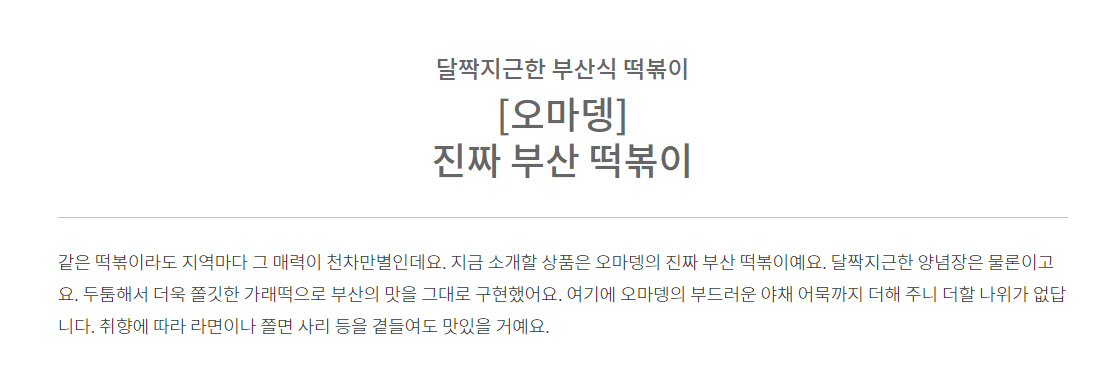 달짝지근한 부산식 떡볶이
[오마뎅]
진짜 부산 떡볶이
같은 떡볶이라도 지역마다 그 매력이 천차만별인데요. 지금 소개할 상품은 오마뎅의 진짜 부산 떡볶이예요. 달짝지근한 양념장은 물론이고
요. 두툼해서 더욱 쫄깃한 가래떡으로 부산의 맛을 그대로 구현했어요. 여기에 오마뎅의 부드러운 야채 어묵까지 더해 주니 더할 나위가 없답
니다. 취향에 따라 라면이나 쫄면 사리 등을 곁들여도 맛있을 거예요.